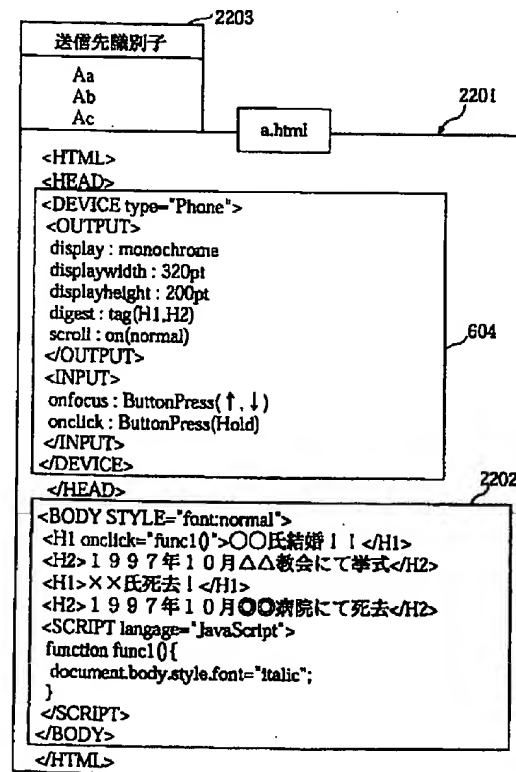 2203
送信先識別子
Aa
Ab
Ac
2201
a.html
<HTML>
<HEAD>
<DEVICE type="Phone">
<OUTPUT>
display : monochrome
displaywidth : 320pt
displayheight : 200pt
digest : tag(H1,H2)
scroll : on(normal)
</OUTPUT>
604
<INPUT>
onfocus : ButtonPress(↑,↓)
onclick : ButtonPress(Hold)
</INPUT>
</DEVICE>
</HEAD>
2202
<BODY STYLE="font:normal">
<H1 onclick="func1()">〇〇氏結婚！！</H1>
<H2>１９９７年１０月△△教会にて挙式</H2>
<H1>××氏死去！</H1>
<H2>１９９７年１０月〇〇病院にて死去</H2>
<SCRIPT langage="JavaScript">
function func1(){
document.body.style.font="italic";
}
</SCRIPT>
</BODY>
</HTML>